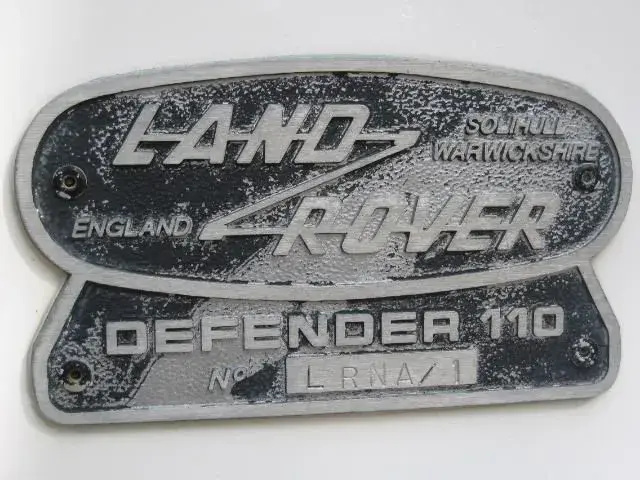 LAND
SOLIHULL
WARWICKSHIRE
ENGLAND
ROVER
DEFENDER 110
No LRNA/1